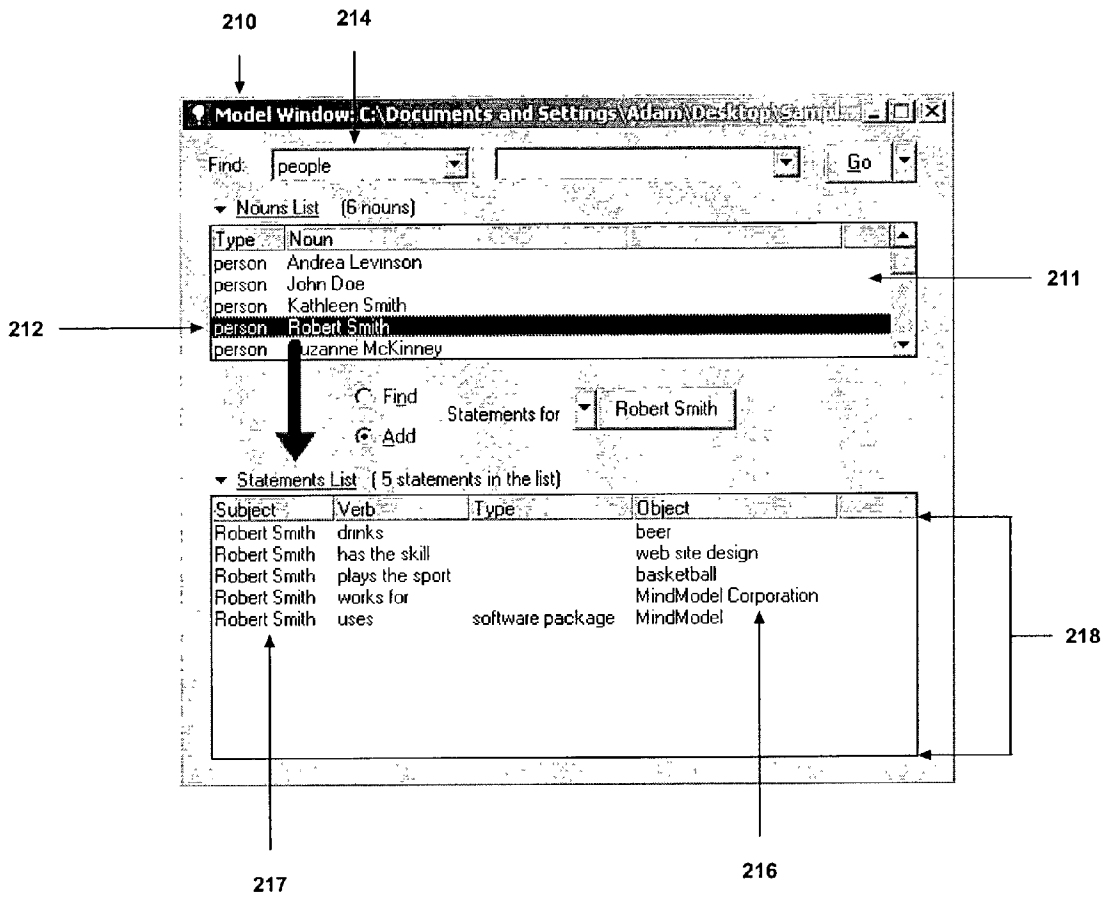 210 214
Model Window: C:\Documents and Settings\Adam\Desktop\Sampl...
Find: people Go
Nouns List (6 nouns)
Type Noun
person Andrea Levinson
211
person John Doe
person Kathleen Smith
212 person Robert Smith
person uzanne McKinney
Find
Statements for Robert Smith
Add
Statements List ( 5 statements in the list)
Subject Verb Type Object
Robert Smith drinks beer
Robert Smith has the skill web site design
Robert Smith plays the sport basketball
Robert Smith works for MindModel Corporation
Robert Smith uses software package MindModel
218
216
217